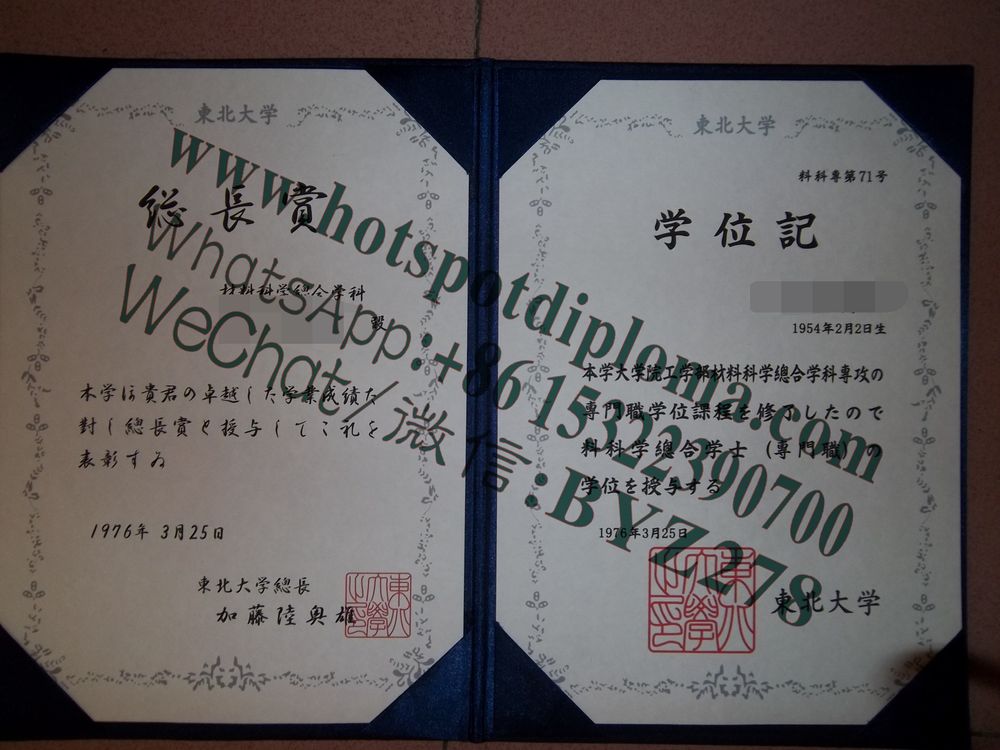 東北大学
総長賞
材料科学總合学科
殿
本学は貴君の卓越した学業成績た
對し總長賞を授与してこれを
表彰する
1976年 3月25日
東北大学總長
加藤陸奥雄
東北大学
料科専第71号
学位記
1954年2月2日生
本学大学院工学部材料科学總合学科専攻の
専門職学位課程を修了したので
料科学總合学士（専門職）の
学位を授与する
1976年3月25日
東北大学
www.hotspotdiploma.com
WhatsApp:+86 15322390700
WeChat/微信:BYZ278